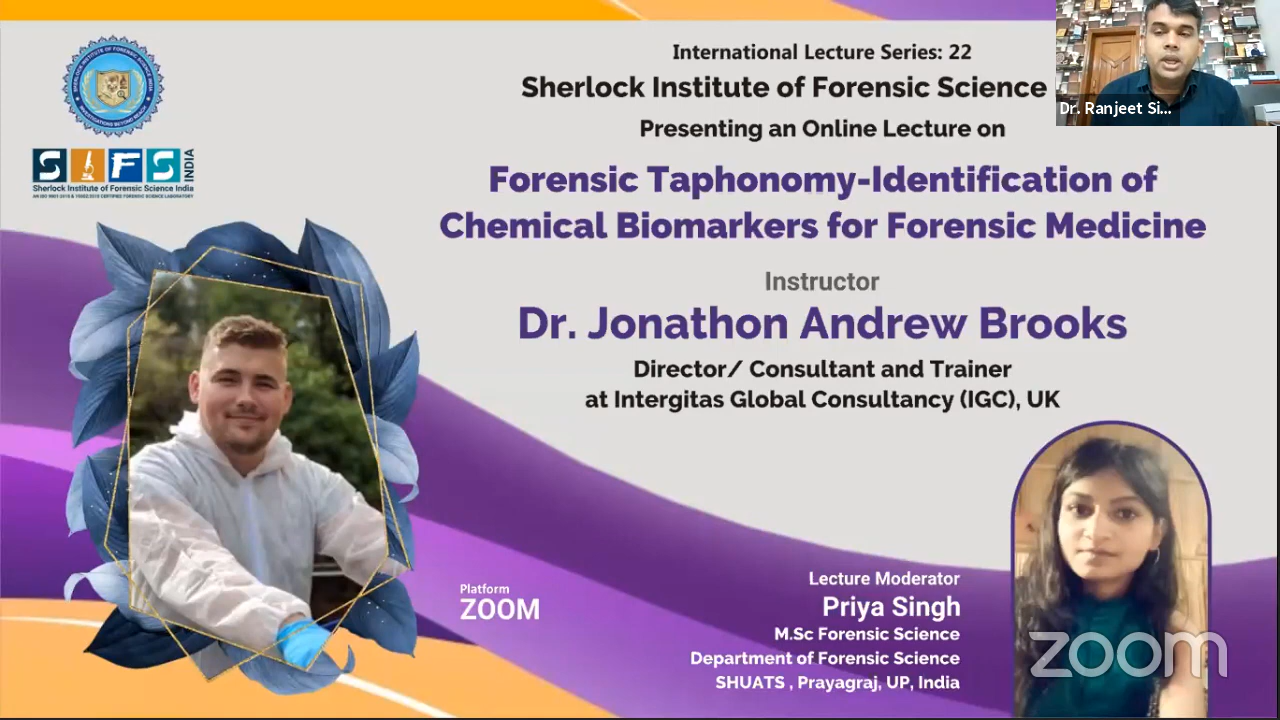 International Lecture Series: 22
Sherlock Institute of Forensic Science
Presenting an Online Lecture on
Forensic Taphonomy-Identification of
Chemical Biomarkers for Forensic Medicine
Instructor
Dr. Jonathon Andrew Brooks
Director/ Consultant and Trainer
at Intergitas Global Consultancy (IGC), UK
Dr. Ranjeet Si...
SIFS
INDIA
Sherlock Institute of Forensic Science India
Platform
ZOOM
Lecture Moderator
Priya Singh
M.Sc Forensic Science
Department of Forensic Science
SHUATS , Prayagraj, UP, India
zoom